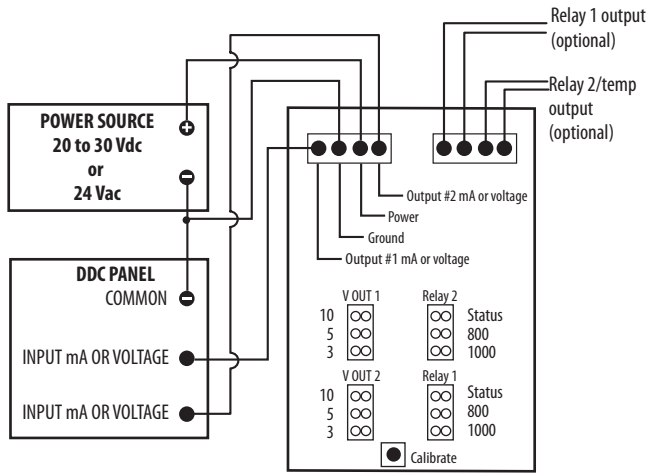 Relay 1 output
(optional)
Relay 2/temp
output
(optional)
POWER SOURCE
20 to 30 Vdc
or
24 Vac
Output #2 mA or voltage
Power
Ground
Output #1 mA or voltage
DDC PANEL
COMMON
INPUT mA OR VOLTAGE
INPUT mA OR VOLTAGE
V OUT 1
10
5
3
Relay 2
Status
800
1000
V OUT 2
10
5
3
Relay 1
Status
800
1000
Calibrate